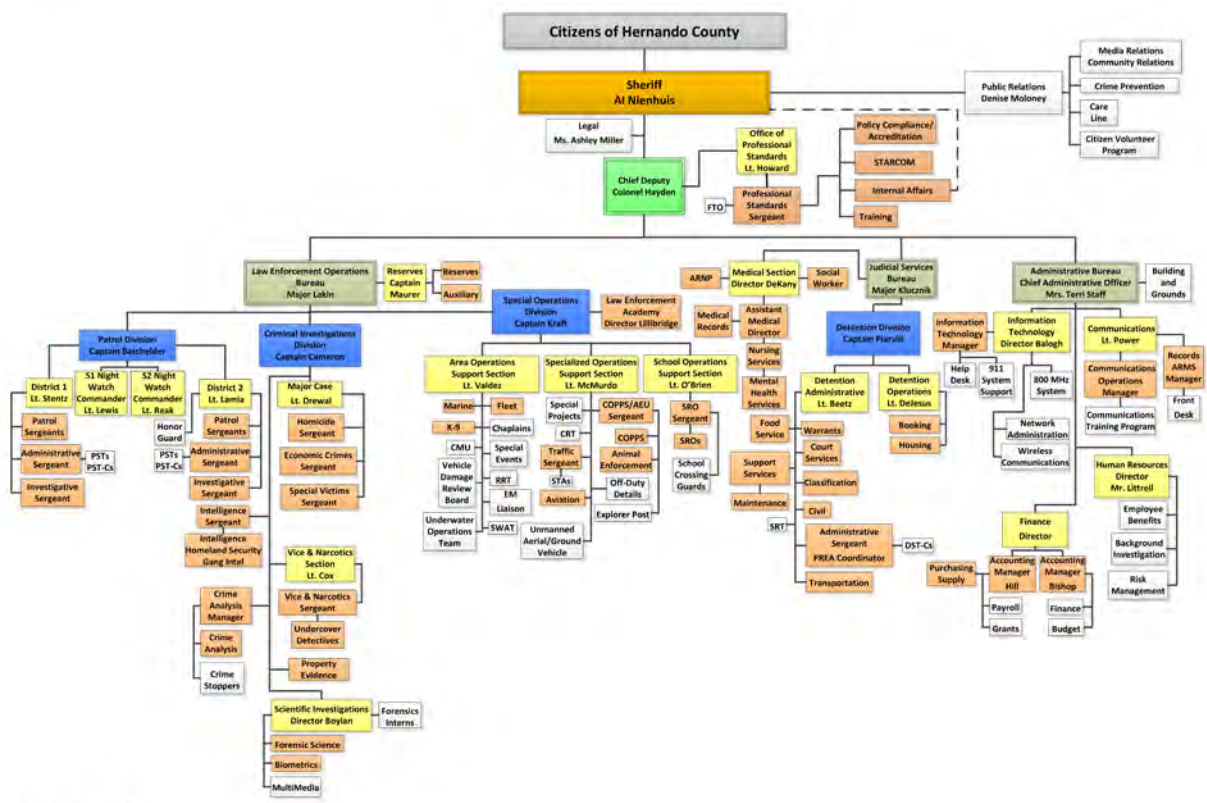 Citizens of Hernando County
Sheriff
Al Nienhuis
Public Relations
Denise Moloney
Media Relations
Community Relations
Crime Prevention
Care
Line
Citizen Volunteer
Program
Legal
Ms. Ashley Miller
Chief Deputy
Colonel Hayden
Office of
Professional
Standards
Lt. Howard
FTO
Professional
Standards
Sergeant
Policy Compliance/
Accreditation
STARCOM
Internal Affairs
Training
Law Enforcement Operations
Bureau
Major Lakin
Reserves
Captain
Maurer
Reserves
Auxiliary
Special Operations
Division
Captain Kraft
Law Enforcement
Academy
Director Lillibridge
Patrol Division
Captain Batchelder
District 1
Lt. Stentz
S1 Night
Watch
Commander
Lt. Lewis
S2 Night
Watch
Commander
Lt. Reak
District 2
Lt. Lamia
Patrol
Sergeants
Administrative
Sergeant
PSTs
PST-Cs
Investigative
Sergeant
Honor
Guard
Patrol
Sergeants
PSTs
PST-Cs
Administrative
Sergeant
Investigative
Sergeant
Criminal Investigations
Division
Captain Cameron
Major Case
Lt. Drewal
Homicide
Sergeant
Economic Crimes
Sergeant
Special Victims
Sergeant
Intelligence
Sergeant
Intelligence
Homeland Security
Gang Intel
Vice & Narcotics
Section
Lt. Cox
Vice & Narcotics
Sergeant
Undercover
Detectives
Crime
Analysis
Manager
Crime
Analysis
Crime
Stoppers
Property
Evidence
Scientific Investigations
Director Boylan
Forensics
Interns
Forensic Science
Biometrics
MultiMedia
Area Operations
Support Section
Lt. Valdez
Marine
Fleet
K-9
Chaplains
CMU
Special
Events
Vehicle
Damage
Review
Board
RRT
EM
Liaison
Underwater
Operations
Team
SWAT
Specialized Operations
Support Section
Lt. McMurdo
Special
Projects
COPPS/AEU
Sergeant
CRT
COPPS
Traffic
Sergeant
Animal
Enforcement
STAs
Off-Duty
Details
Aviation
Explorer Post
Unmanned
Aerial/Ground
Vehicle
School Operations
Support Section
Lt. O'Brien
SRO
Sergeant
SROs
School
Crossing
Guards
Judicial Services
Bureau
Major Klucznik
Medical Section
Director DeKany
ARNP
Social
Worker
Medical
Records
Assistant
Medical
Director
Nursing
Services
Mental
Health
Services
Detention Division
Captain
Detention
Administrative
Lt. Beetz
Detention
Operations
Lt. DeJesus
Food
Service
Warrants
Court
Services
Support
Services
Classification
Maintenance
Civil
SRT
Administrative
Sergeant
PREA Coordinator
DST-Cs
Transportation
Booking
Housing
Administrative Bureau
Chief Administrative Officer
Mrs. Terri Staff
Building
and
Grounds
Information
Technology
Manager
Information
Technology
Director Balogh
Help
Desk
911
System
Support
800 MHz
System
Network
Administration
Wireless
Communications
Communications
Lt. Power
Communications
Operations
Manager
Communications
Training Program
Records
ARMS
Manager
Front
Desk
Human Resources
Director
Mr. Littrell
Employee
Benefits
Background
Investigation
Risk
Management
Finance
Director
Purchasing
Supply
Accounting
Manager
Hill
Accounting
Manager
Bishop
Payroll
Grants
Finance
Budget